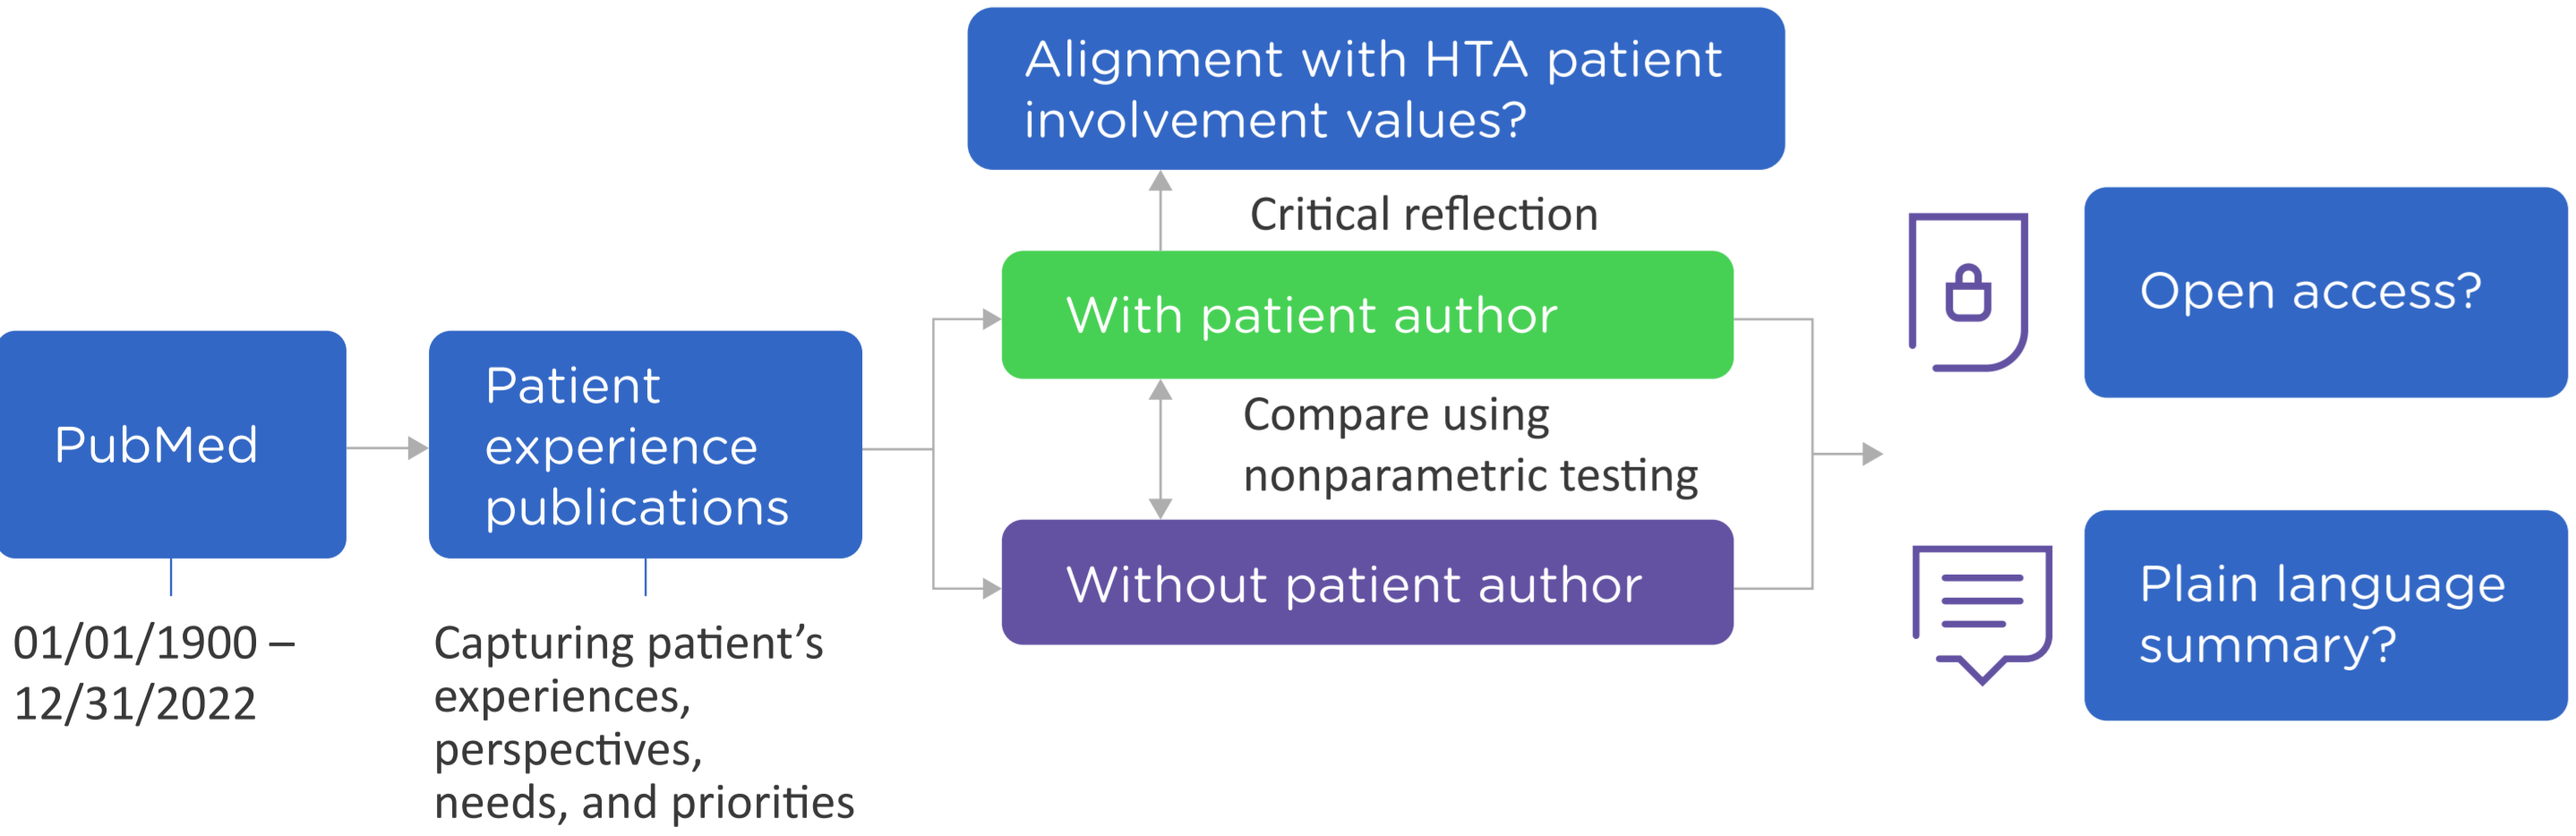 PubMed
01/01/1900 –
12/31/2022
Patient
experience
publications
Capturing patient’s
experiences,
perspectives,
needs, and priorities
Alignment with HTA patient
involvement values?
Critical reflection
With patient author
Compare using
nonparametric testing
Without patient author
Open access?
Plain language
summary?